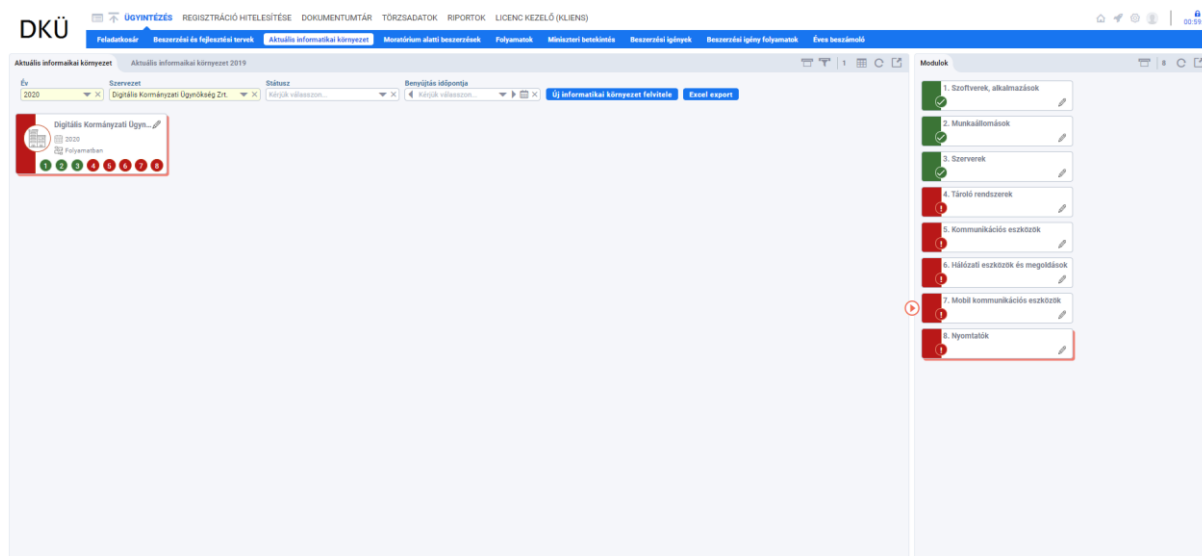 DKÜ
ÜGYINTÉZÉS REGISZTRÁCIÓ HITELESÍTÉSE DOKUMENTUMTÁR TÖRZSADATOK RIPORTOK LICENC KEZELŐ (KLIENS)
00:59
Feladatkosár Beszerzési és fejlesztési tervek Aktuális informatikai környezet Moratórium alatti beszerzések Folyamatok Miniszteri betekintés Beszerzési igények Beszerzési igény folyamatok Éves beszámoló
Aktuális informaikai környezet Aktuális informaikai környezet 2019 1
Év Szervezet Státusz Benyújtás időpontja
2020 Digitális Kormányzati Ügynökség Zrt. Kérjük válasszon... Kérjük válasszon... Új informatikai környezet felvitele Excel export
Digitális Kormányzati Ügyn...
2020
Folyamatban
1 2 3 4 5 6 7 8
Modulok 8
1. Szoftverek, alkalmazások
2. Munkaállomások
3. Szerverek
4. Tároló rendszerek
5. Kommunikációs eszközök
6. Hálózati eszközök és megoldások
7. Mobil kommunikációs eszközök
8. Nyomtatók